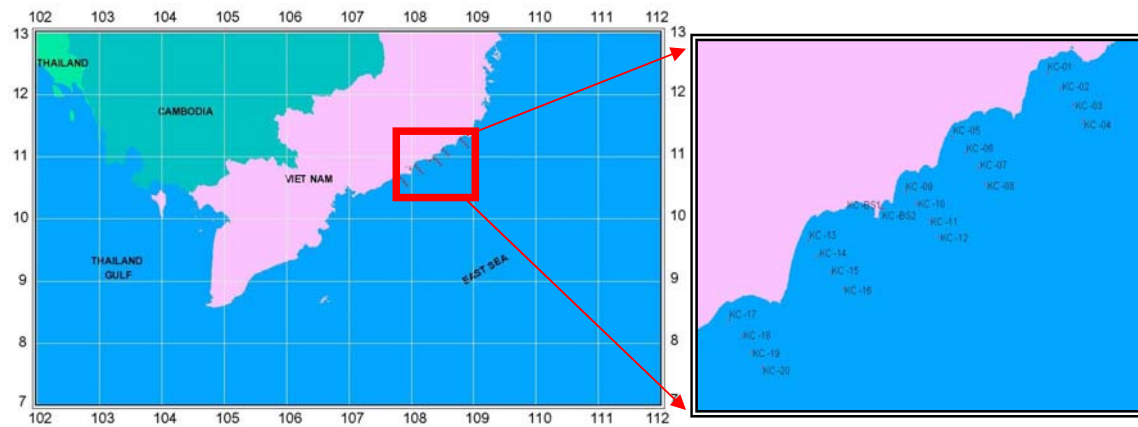 102 103 104 105 106 107 108 109 110 111 112
13
12
11
10
9
8
7
THAILAND
CAMBODIA
VIET NAM
THAILAND
GULF
EAST SEA
13
12
11
10
9
8
102 103 104 105 106 107 108 109 110 111 112
KC-01
KC-02
KC-03
KC-04
KC-05
KC-06
KC-07
KC-08
KC-09
KC-10
KC-11
KC-12
KC-BS1
KC-BS2
KC-13
KC-14
KC-15
KC-16
KC-17
KC-18
KC-19
KC-20